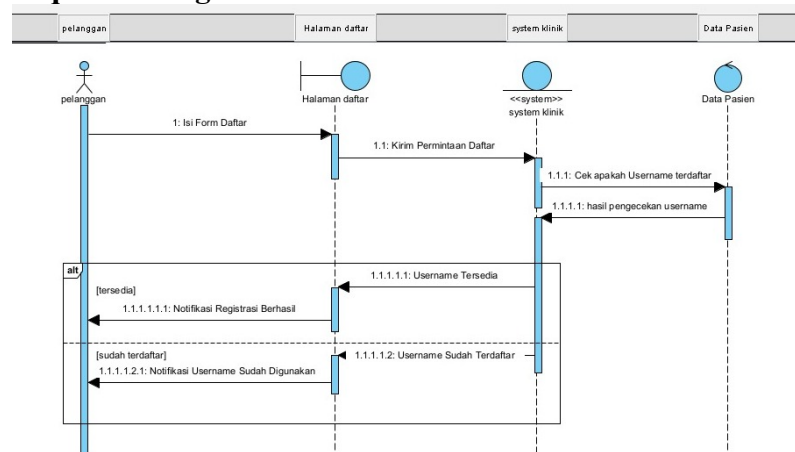 pelanggan
Halaman daftar
system klinik
Data Pasien
pelanggan
Halaman daftar
<<system>>
system klinik
Data Pasien
1: Isi Form Daftar
1.1: Kirim Permintaan Daftar
1.1.1: Cek apakah Username terdaftar
1.1.1.1: hasil pengecekan username
alt
1.1.1.1.1: Username Tersedia
[tersedia]
1.1.1.1.1.1: Notifikasi Registrasi Berhasil
[sudah terdaftar]
1.1.1.1.2: Username Sudah Terdaftar
1.1.1.1.2.1: Notifikasi Username Sudah Digunakan